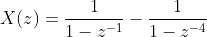 X(z) = \frac{1}{1 - z^{-1}} - \frac{1}{1 - z^{-4}}